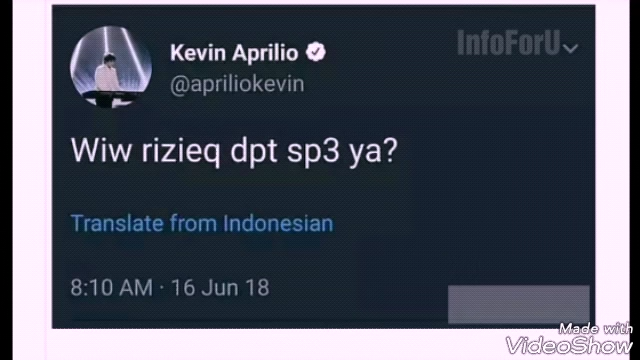 Kevin Aprilio
InfoForU
@apriliokevin
Wiw rizieq dpt sp3 ya?
Translate from Indonesian
8:10 AM · 16 Jun 18
Made with
VideoShow